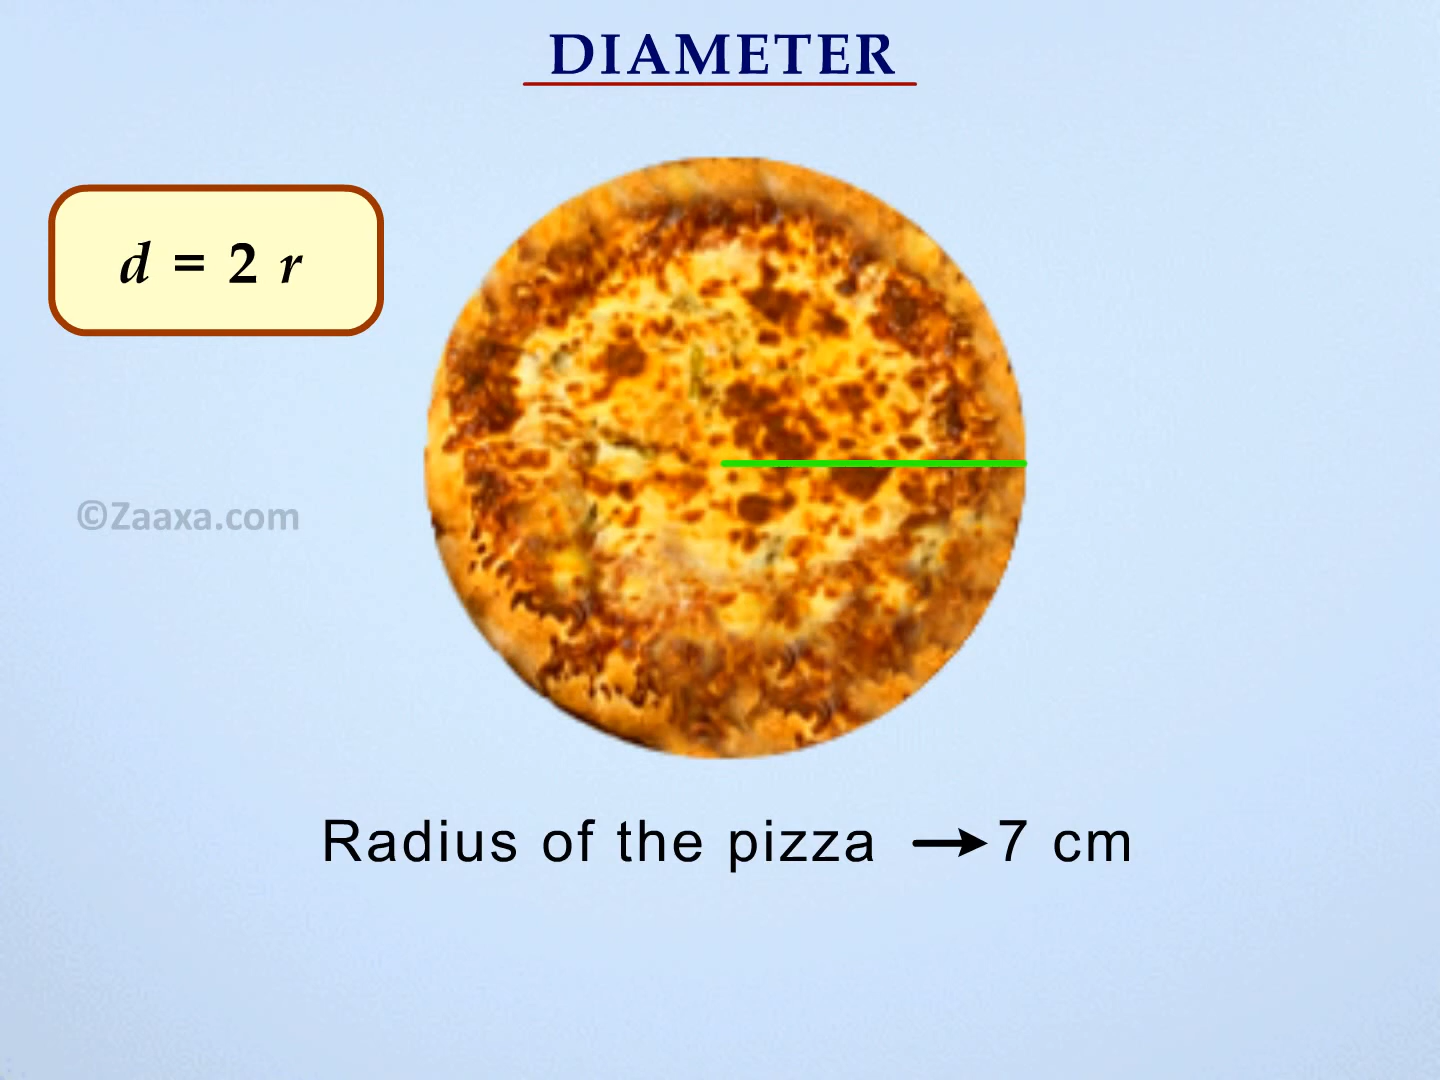 DIAMETER
d = 2 r
©Zaaxa.com
Radius of the pizza → 7 cm